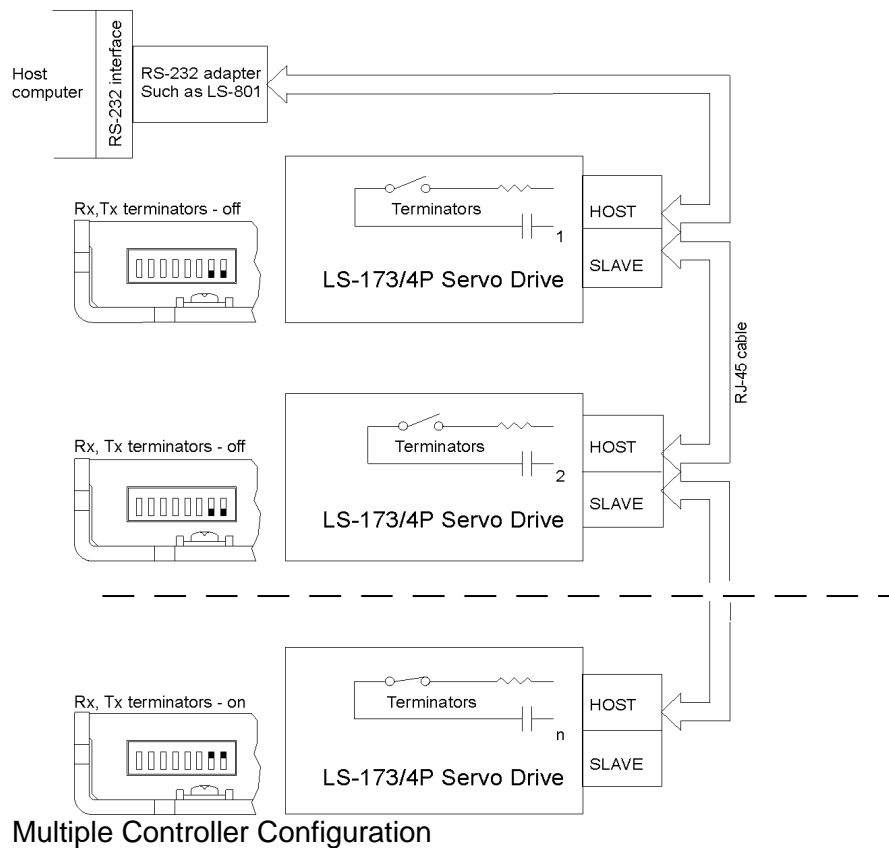 Host
computer
RS-232 interface
RS-232 adapter
Such as LS-801
Rx,Tx terminators - off
Terminators
1
LS-173/4P Servo Drive
HOST
SLAVE
RJ-45 cable
Rx, Tx terminators - off
Terminators
2
LS-173/4P Servo Drive
HOST
SLAVE
Rx, Tx terminators - on
Terminators
n
LS-173/4P Servo Drive
HOST
SLAVE
Multiple Controller Configuration